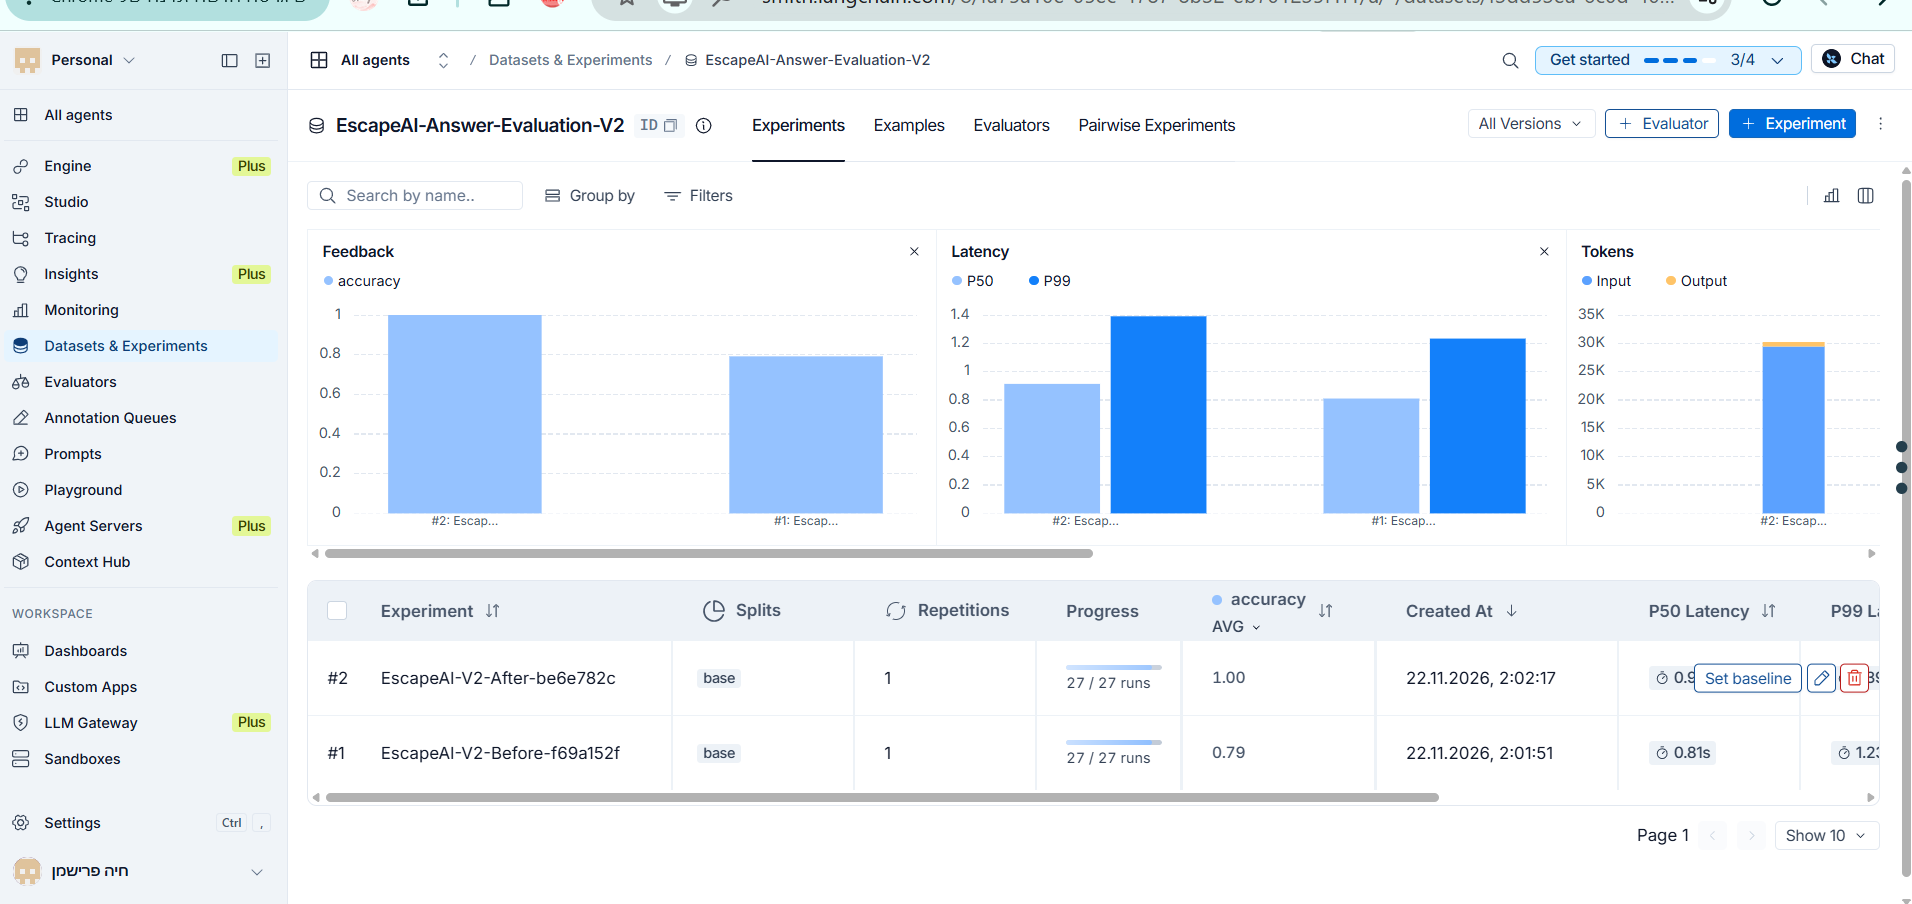 Personal
All agents
Engine Plus
Studio
Tracing
Insights Plus
Monitoring
Datasets & Experiments
Evaluators
Annotation Queues
Prompts
Playground
Agent Servers Plus
Context Hub
WORKSPACE
Dashboards
Custom Apps
LLM Gateway Plus
Sandboxes
Settings Ctrl ,
חיה פרישמן
All agents / Datasets & Experiments / EscapeAI-Answer-Evaluation-V2
Get started 3/4 Chat
EscapeAI-Answer-Evaluation-V2 ID Experiments Examples Evaluators Pairwise Experiments All Versions + Evaluator + Experiment
Search by name.. Group by Filters
Feedback
accuracy
1
0.8
0.6
0.4
0.2
0
#2: Escap... #1: Escap...
Latency
P50 P99
1.4
1.2
1
0.8
0.6
0.4
0.2
0
#2: Escap... #1: Escap...
Tokens
Input Output
35K
30K
25K
20K
15K
10K
5K
0
#2: Escap...
Experiment Splits Repetitions Progress accuracy AVG Created At P50 Latency P99 La
#2 EscapeAI-V2-After-be6e782c base 1 27 / 27 runs 1.00 22.11.2026, 2:02:17 0.9 Set baseline
#1 EscapeAI-V2-Before-f69a152f base 1 27 / 27 runs 0.79 22.11.2026, 2:01:51 0.81s 1.23
Page 1 Show 10